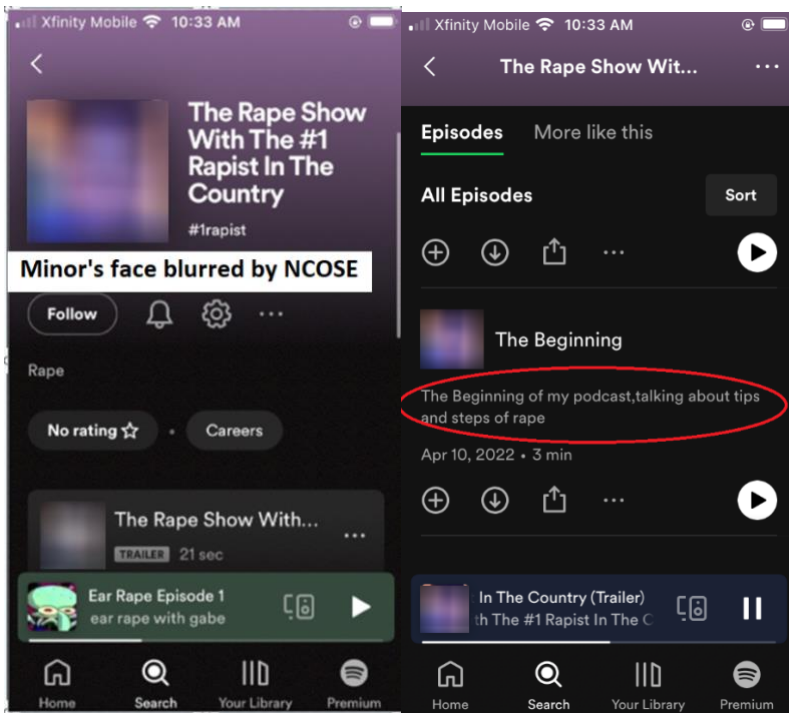 Xfinity Mobile 10:33 AM
The Rape Show
With The #1
Rapist In The
Country
#1rapist
Minor's face blurred by NCOSE
Follow
Rape
No rating
Careers
The Rape Show With...
TRAILER 21 sec
Ear Rape Episode 1
ear rape with gabe
Home Search Your Library Premium
Xfinity Mobile 10:33 AM
The Rape Show Wit...
Episodes More like this
All Episodes
Sort
The Beginning
The Beginning of my podcast,talking about tips
and steps of rape
Apr 10, 2022 • 3 min
In The Country (Trailer)
th The #1 Rapist In The C
Home Search Your Library Premium